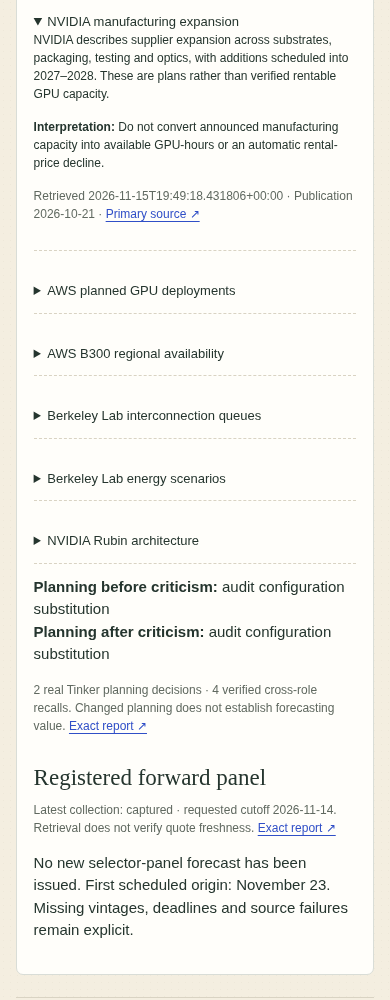 ▼ NVIDIA manufacturing expansion
NVIDIA describes supplier expansion across substrates,
packaging, testing and optics, with additions scheduled into
2027–2028. These are plans rather than verified rentable
GPU capacity.
Interpretation: Do not convert announced manufacturing
capacity into available GPU-hours or an automatic rental-
price decline.
Retrieved 2026-11-15T19:49:18.431806+00:00 · Publication
2026-10-21 · Primary source ↗
▶ AWS planned GPU deployments
▶ AWS B300 regional availability
▶ Berkeley Lab interconnection queues
▶ Berkeley Lab energy scenarios
▶ NVIDIA Rubin architecture
Planning before criticism: audit configuration
substitution
Planning after criticism: audit configuration
substitution
2 real Tinker planning decisions · 4 verified cross-role
recalls. Changed planning does not establish forecasting
value. Exact report ↗
Registered forward panel
Latest collection: captured · requested cutoff 2026-11-14.
Retrieval does not verify quote freshness. Exact report ↗
No new selector-panel forecast has been
issued. First scheduled origin: November 23.
Missing vintages, deadlines and source failures
remain explicit.